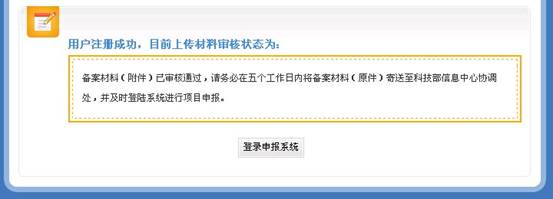 用户注册成功，目前上传材料审核状态为：
备案材料（附件）已审核通过，请务必在五个工作日内将备案材料（原件）寄送至科技部信息中心协调
处，并及时登陆系统进行项目申报。
登录申报系统